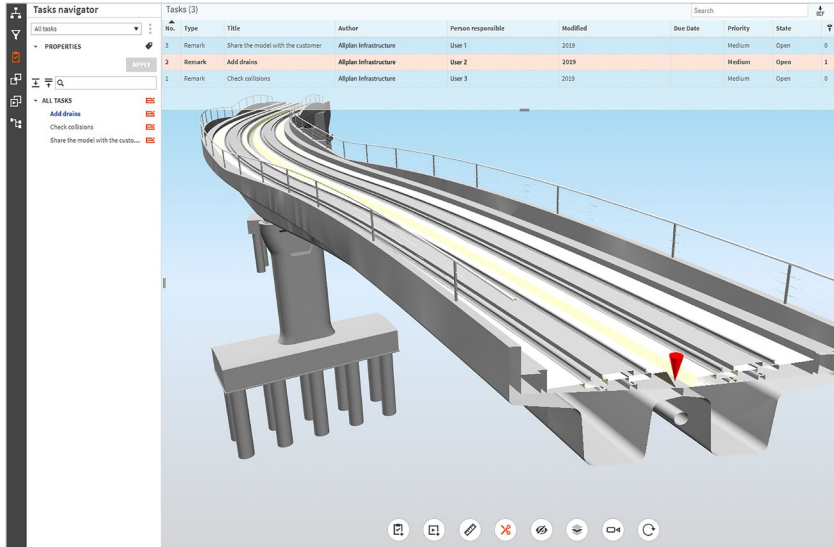 Tasks navigator
All tasks
PROPERTIES
APPLY
ALL TASKS
Add drains
Check collisions
Share the model with the custo...
Tasks (3)
Search
BCF
No. Type Title Author Person responsible Modified Due Date Priority State
3 Remark Share the model with the customer Allplan Infrastructure User 1 2019 Medium Open 0
2 Remark Add drains Allplan Infrastructure User 2 2019 Medium Open 1
1 Remark Check collisions Allplan Infrastructure User 3 2019 Medium Open 0